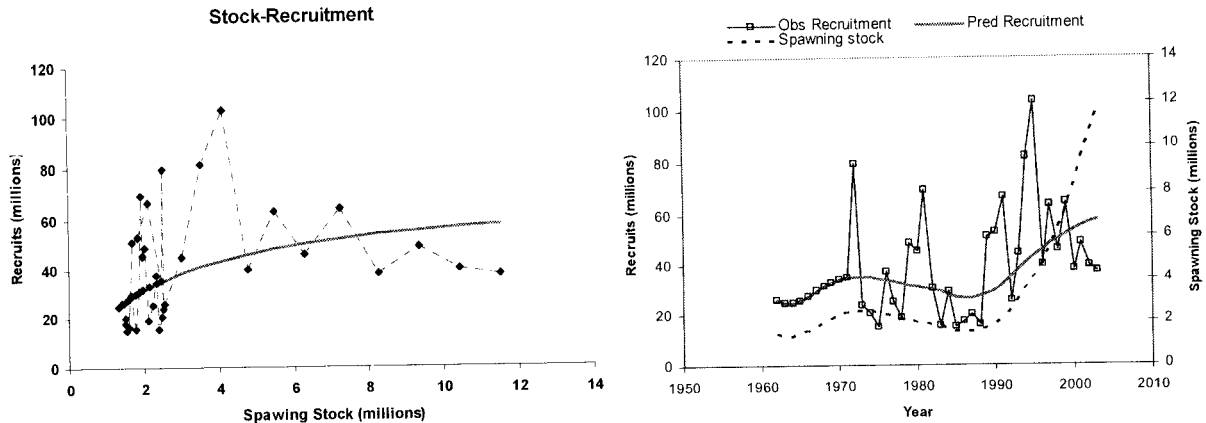 Stock-Recruitment
120
100
80
60
40
20
0
Recruits (millions)
0 2 4 6 8 10 12 14
Spawing Stock (millions)
Obs Recruitment
Pred Recruitment
Spawning stock
120
100
80
60
40
20
0
Recruits (millions)
14
12
10
8
6
4
2
0
Spawning Stock (millions)
1950 1960 1970 1980 1990 2000 2010
Year